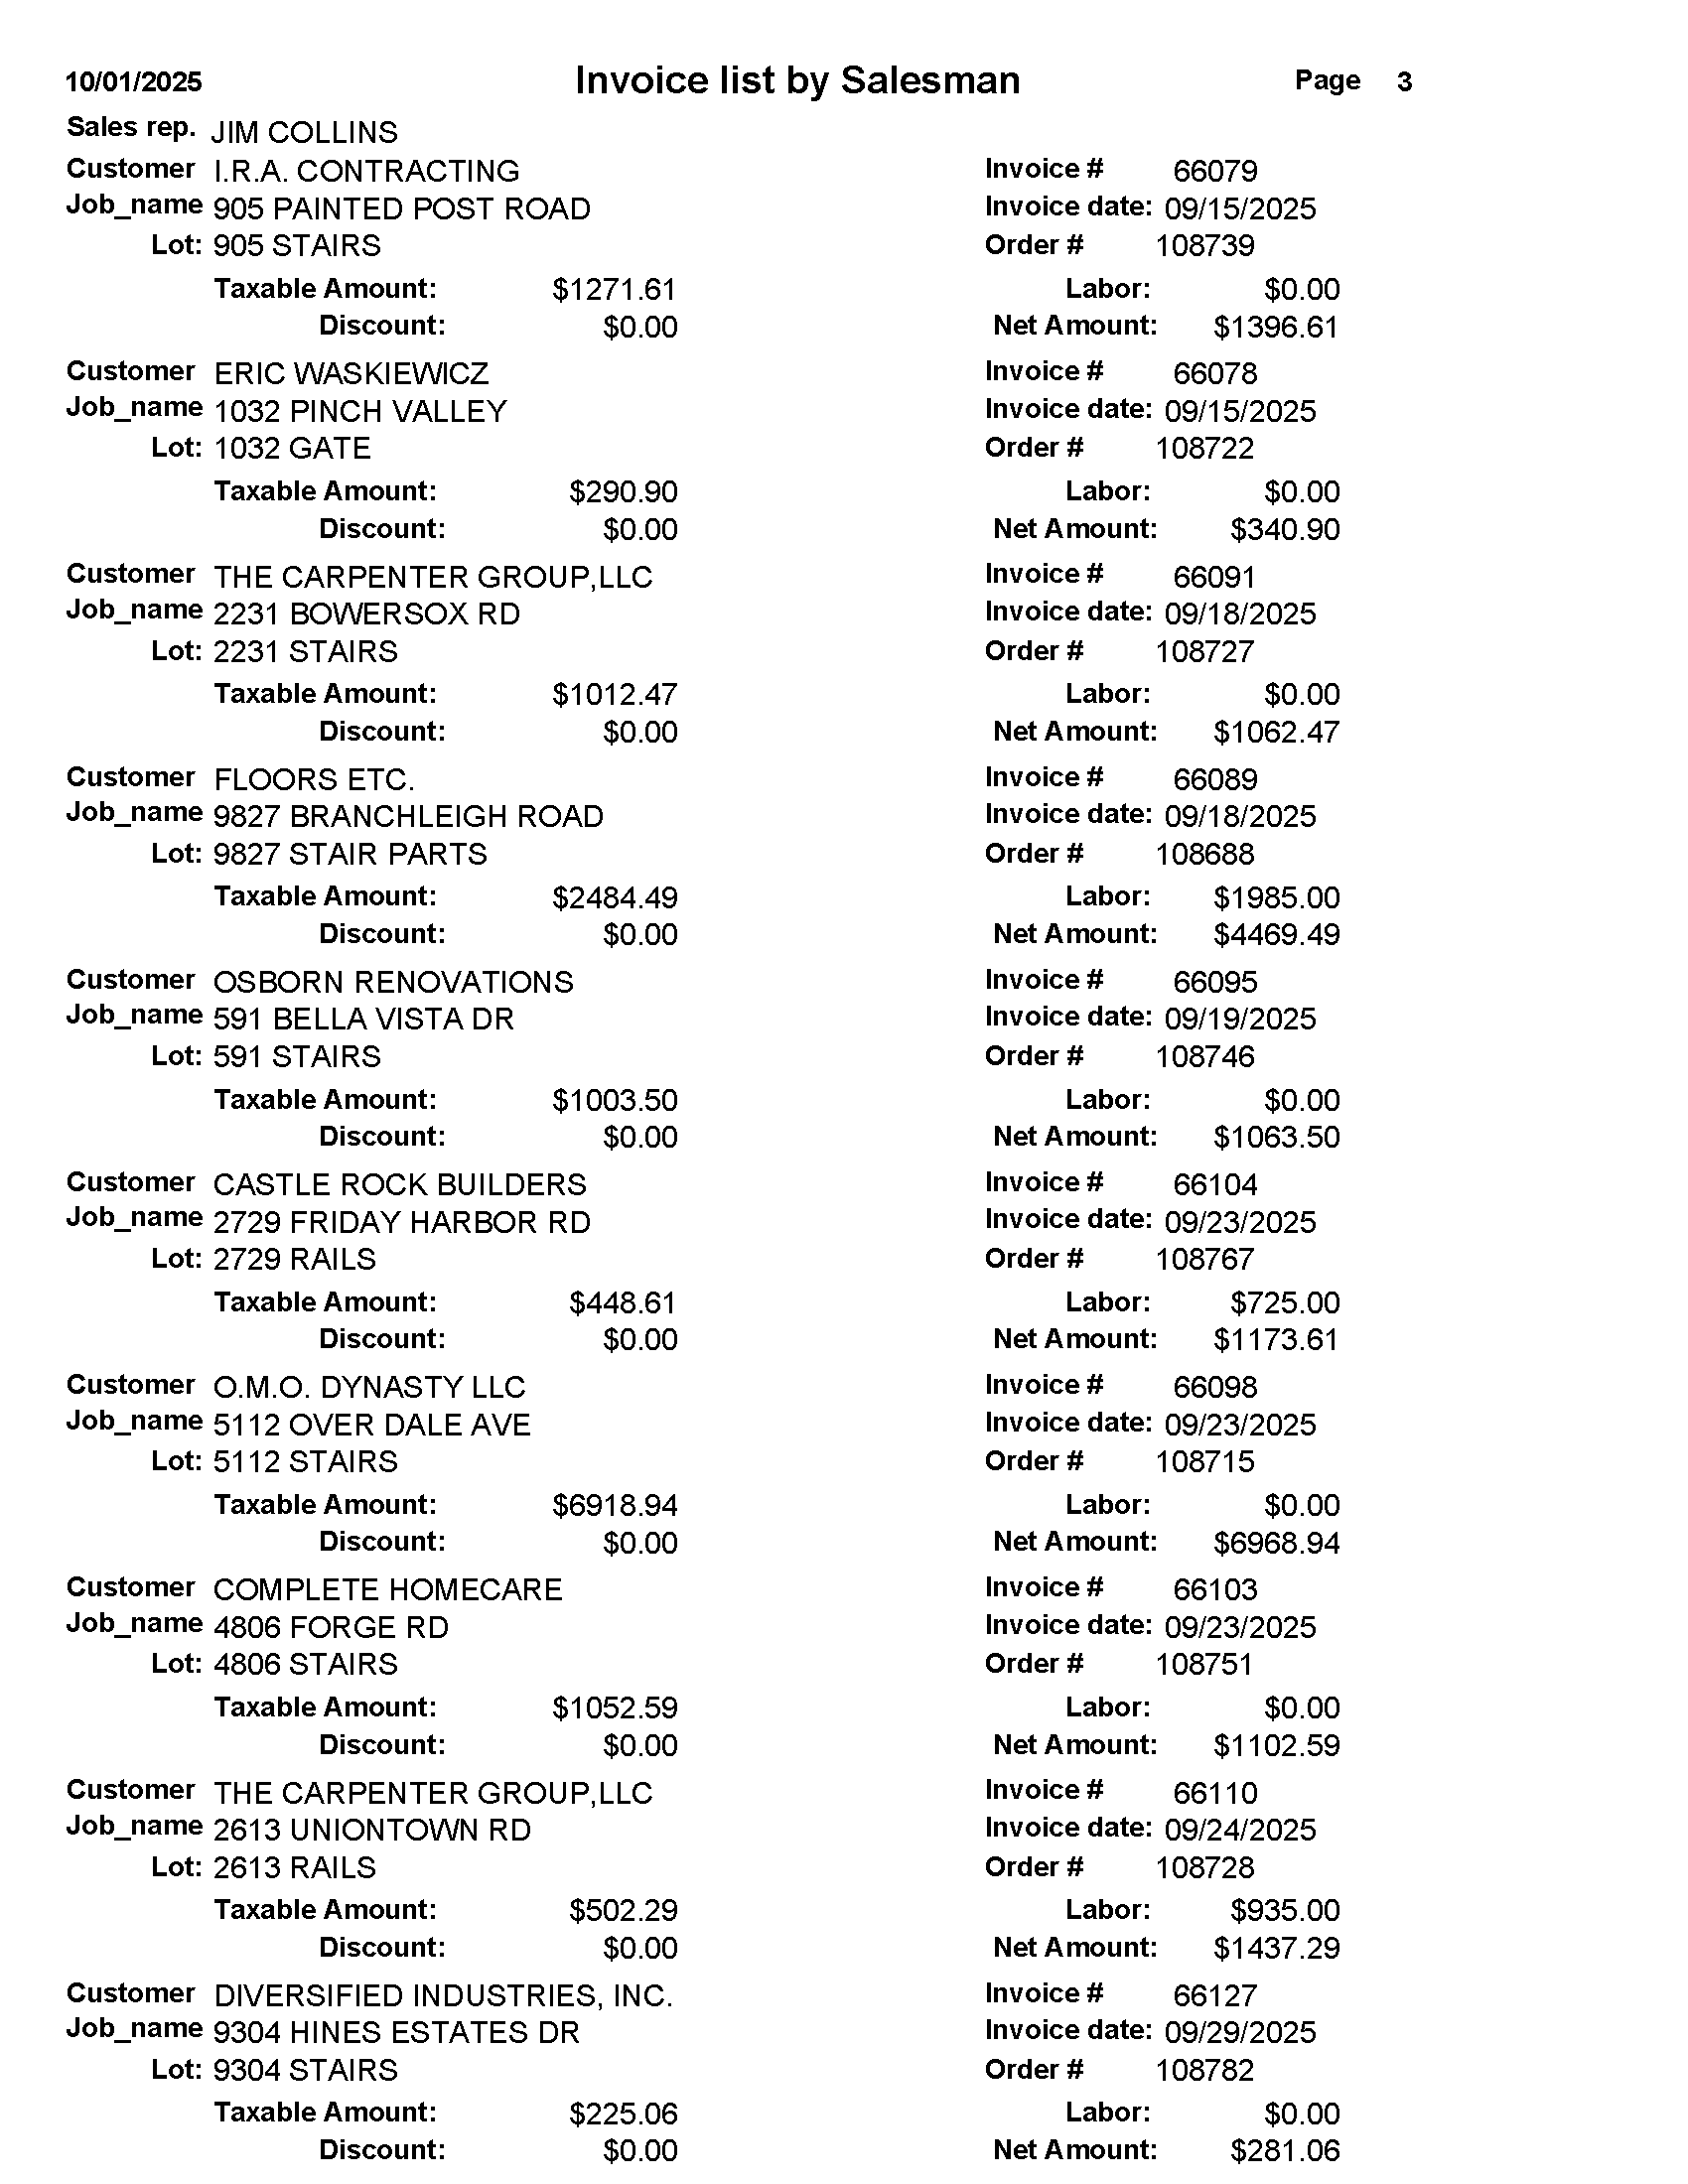 10/01/2025 Invoice list by Salesman Page 3
Sales rep. JIM COLLINS
Customer I.R.A. CONTRACTING Invoice # 66079
Job_name 905 PAINTED POST ROAD Invoice date: 09/15/2025
Lot: 905 STAIRS Order # 108739
Taxable Amount: $1271.61 Labor: $0.00
Discount: $0.00 Net Amount: $1396.61
Customer ERIC WASKIEWICZ Invoice # 66078
Job_name 1032 PINCH VALLEY Invoice date: 09/15/2025
Lot: 1032 GATE Order # 108722
Taxable Amount: $290.90 Labor: $0.00
Discount: $0.00 Net Amount: $340.90
Customer THE CARPENTER GROUP,LLC Invoice # 66091
Job_name 2231 BOWERSOX RD Invoice date: 09/18/2025
Lot: 2231 STAIRS Order # 108727
Taxable Amount: $1012.47 Labor: $0.00
Discount: $0.00 Net Amount: $1062.47
Customer FLOORS ETC. Invoice # 66089
Job_name 9827 BRANCHLEIGH ROAD Invoice date: 09/18/2025
Lot: 9827 STAIR PARTS Order # 108688
Taxable Amount: $2484.49 Labor: $1985.00
Discount: $0.00 Net Amount: $4469.49
Customer OSBORN RENOVATIONS Invoice # 66095
Job_name 591 BELLA VISTA DR Invoice date: 09/19/2025
Lot: 591 STAIRS Order # 108746
Taxable Amount: $1003.50 Labor: $0.00
Discount: $0.00 Net Amount: $1063.50
Customer CASTLE ROCK BUILDERS Invoice # 66104
Job_name 2729 FRIDAY HARBOR RD Invoice date: 09/23/2025
Lot: 2729 RAILS Order # 108767
Taxable Amount: $448.61 Labor: $725.00
Discount: $0.00 Net Amount: $1173.61
Customer O.M.O. DYNASTY LLC Invoice # 66098
Job_name 5112 OVER DALE AVE Invoice date: 09/23/2025
Lot: 5112 STAIRS Order # 108715
Taxable Amount: $6918.94 Labor: $0.00
Discount: $0.00 Net Amount: $6968.94
Customer COMPLETE HOMECARE Invoice # 66103
Job_name 4806 FORGE RD Invoice date: 09/23/2025
Lot: 4806 STAIRS Order # 108751
Taxable Amount: $1052.59 Labor: $0.00
Discount: $0.00 Net Amount: $1102.59
Customer THE CARPENTER GROUP,LLC Invoice # 66110
Job_name 2613 UNIONTOWN RD Invoice date: 09/24/2025
Lot: 2613 RAILS Order # 108728
Taxable Amount: $502.29 Labor: $935.00
Discount: $0.00 Net Amount: $1437.29
Customer DIVERSIFIED INDUSTRIES, INC. Invoice # 66127
Job_name 9304 HINES ESTATES DR Invoice date: 09/29/2025
Lot: 9304 STAIRS Order # 108782
Taxable Amount: $225.06 Labor: $0.00
Discount: $0.00 Net Amount: $281.06